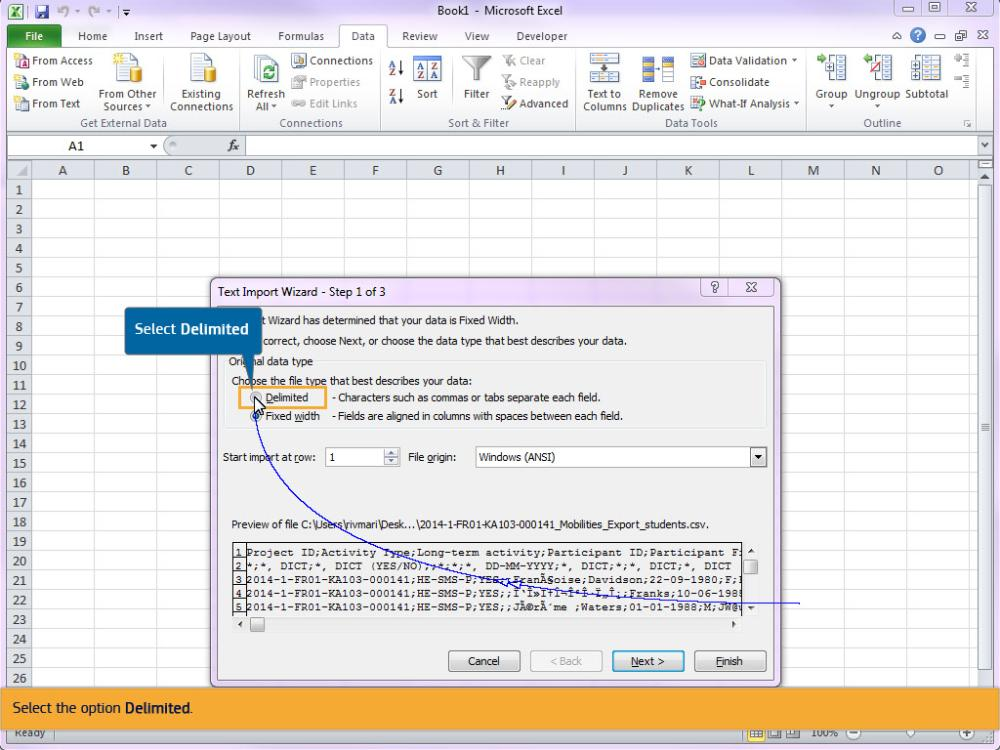 Book1 - Microsoft Excel
File Home Insert Page Layout Formulas Data Review View Developer
From Access
From Web
From Text
From Other Sources
Existing Connections
Get External Data
Refresh All
Connections
Properties
Edit Links
Connections
Sort
Filter
Clear
Reapply
Advanced
Sort & Filter
Text to Columns
Remove Duplicates
Data Validation
Consolidate
What-If Analysis
Data Tools
Group
Ungroup
Subtotal
Outline
A1 fx
A B C D E F G H I J K L M N O
1
2
3
4
5
6
7
8
9
10
11
12
13
14
15
16
17
18
19
20
21
22
23
24
25
26
Text Import Wizard - Step 1 of 3
Select Delimited
t Wizard has determined that your data is Fixed Width.
correct, choose Next, or choose the data type that best describes your data.
Original data type
Choose the file type that best describes your data:
Delimited - Characters such as commas or tabs separate each field.
Fixed width - Fields are aligned in columns with spaces between each field.
Start import at row: 1 File origin: Windows (ANSI)
Preview of file C:\Users\rivmari\Desk...\2014-1-FR01-KA103-000141_Mobilities_Export_students.csv.
1 Project ID;Activity Type;Long-term activity;Participant ID;Participant Fi
2 *;*, DICT;*, DICT (YES/NO);;*;*;*, DD-MM-YYYY;*, DICT;*;*, DICT;*, DICT
3 2014-1-FR01-KA103-000141;HE-SMS-P;YES;;FranÃ§oise;Davidson;22-09-1980;F;
4 2014-1-FR01-KA103-000141;HE-SMS-P;YES;; ;Franks;10-06-198
5 2014-1-FR01-KA103-000141;HE-SMS-P;YES;;JÃ©rÃ´me ;Waters;01-01-1988;M;JW@
Cancel < Back Next > Finish
Select the option Delimited.
Ready 100%